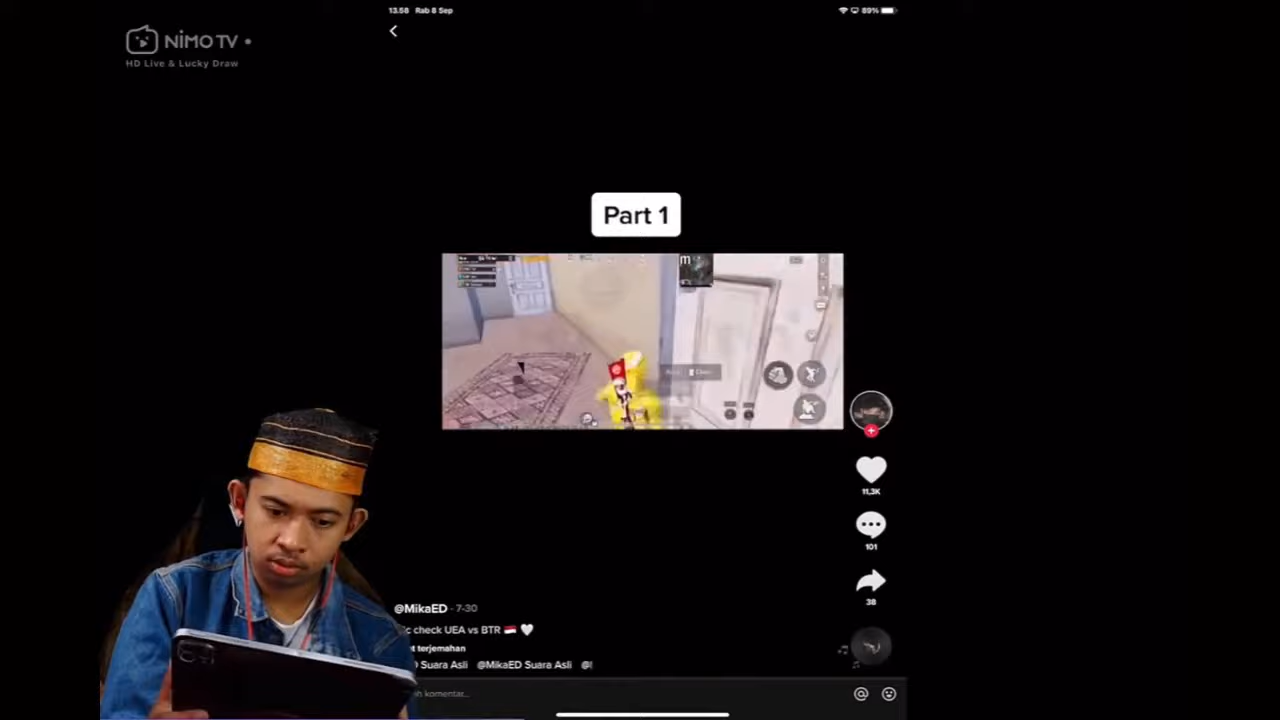 13.58 Rab 8 Sep
89%
NIMO TV
HD Live & Lucky Draw
Part 1
11,3K
101
38
@MikaED · 7-30
c check UEA vs BTR 🇮🇩 🤍
t terjemahan
Suara Asli @MikaED Suara Asli @
h komentar...